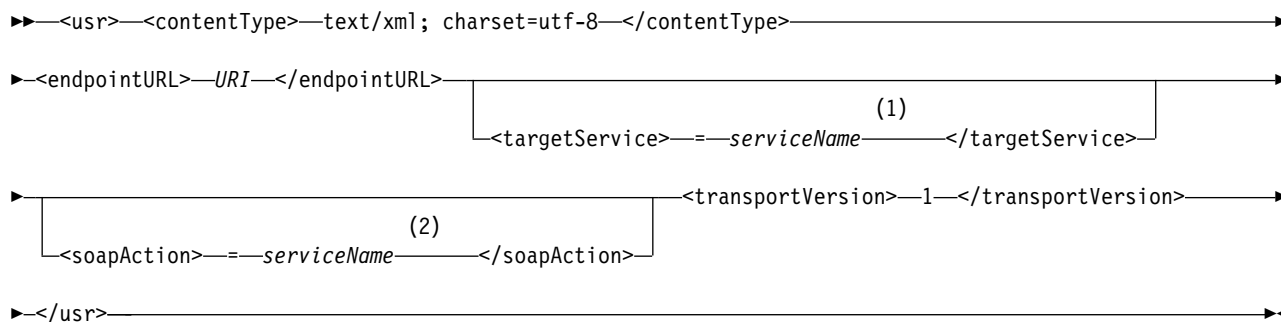 <usr> <contentType> text/xml; charset=utf-8 </contentType>
<endpointURL> URI </endpointURL>
(1)
<targetService> = serviceName </targetService>
<transportVersion> 1 </transportVersion>
(2)
<soapAction> = serviceName </soapAction>
</usr>